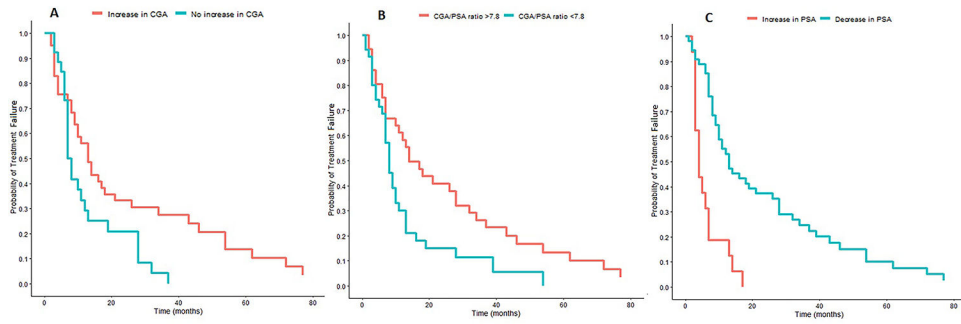 A
Increase in CGA No increase in CGA
Probability of Treatment Failure
1.0
0.9
0.8
0.7
0.6
0.5
0.4
0.3
0.2
0.1
0.0
0 20 40 60 80
Time (months)
B
CGA/PSA ratio >7.8 CGA/PSA ratio <7.8
Probability of Treatment Failure
1.0
0.9
0.8
0.7
0.6
0.5
0.4
0.3
0.2
0.1
0.0
0 20 40 60 80
Time (months)
C
Increase in PSA Decrease in PSA
Probability of Treatment Failure
1.0
0.9
0.8
0.7
0.6
0.5
0.4
0.3
0.2
0.1
0.0
0 20 40 60 80
Time (months)